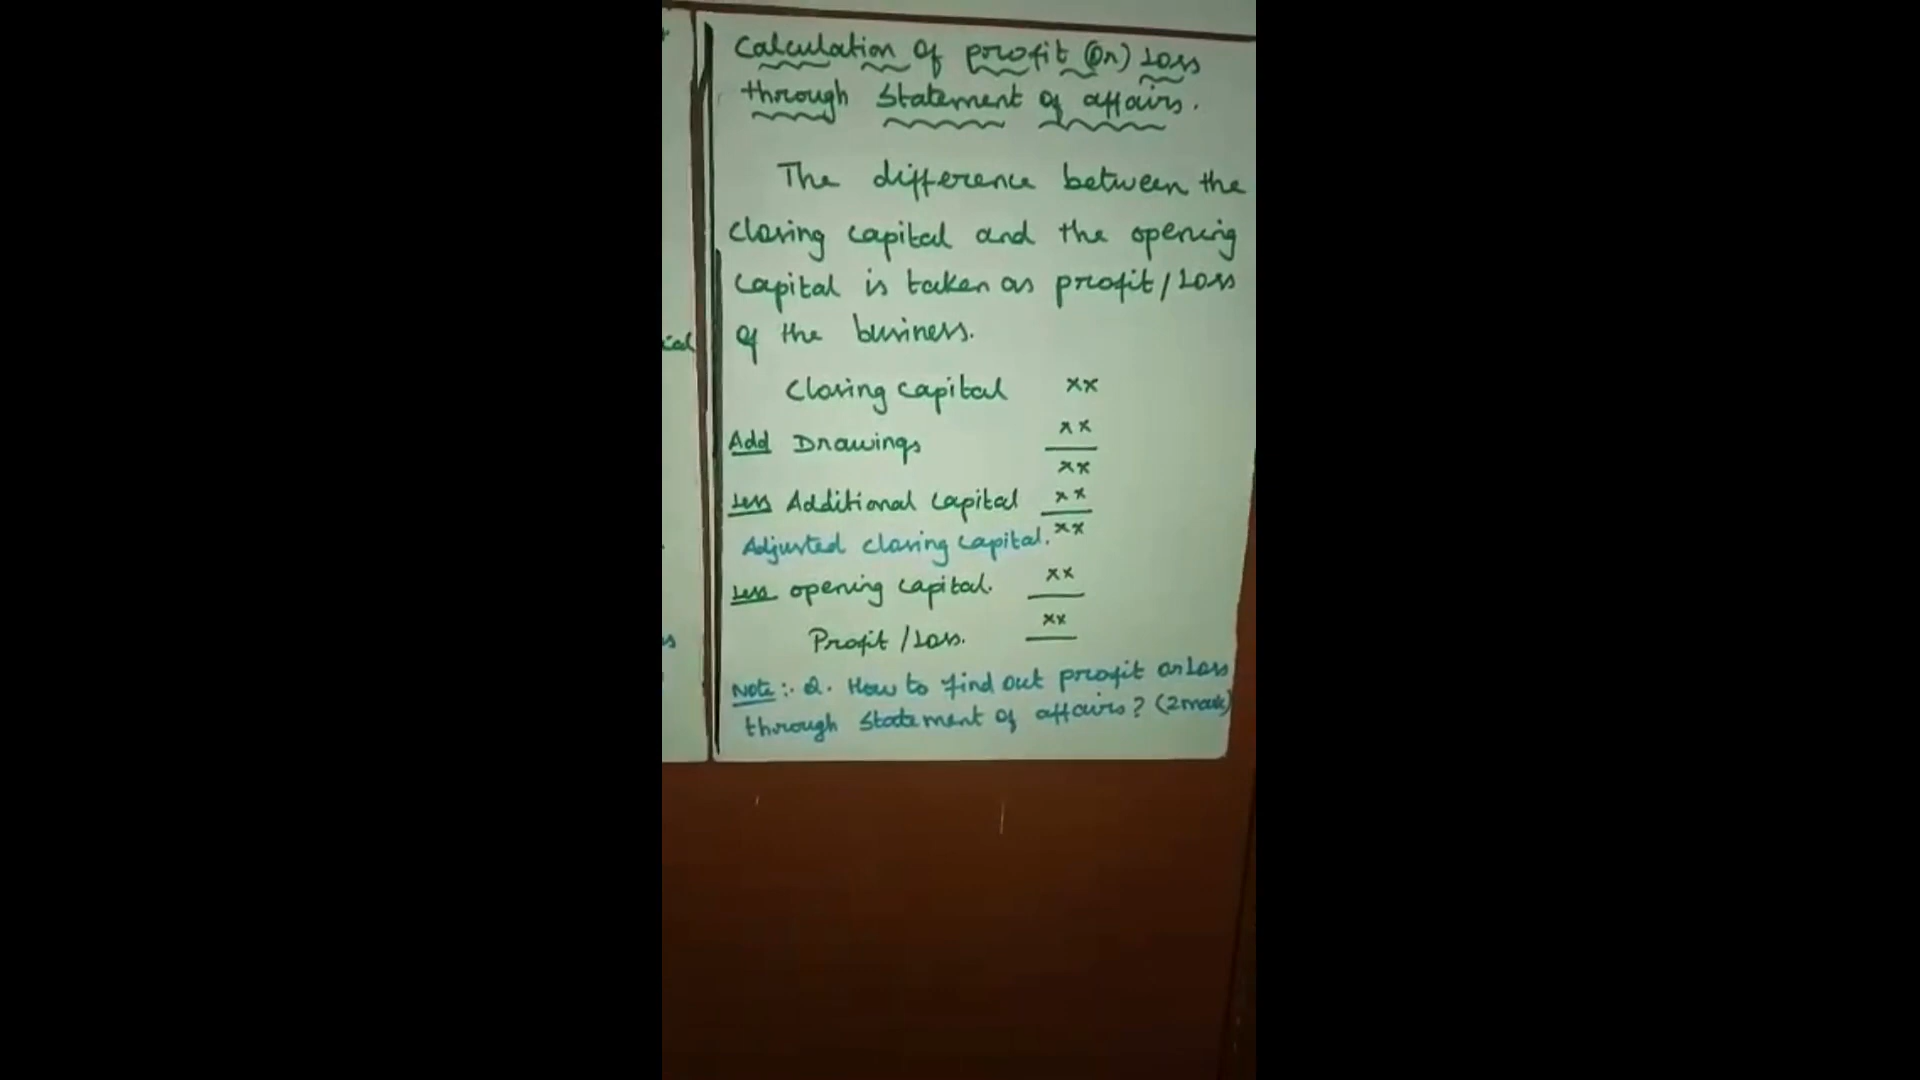 Calculation of profit (or) Loss
through statement of affairs.
The difference between the
closing capital and the opening
capital is taken as profit / Loss
of the business.
Closing capital xx
Add Drawings xx
xx
Less Additional capital xx
Adjusted closing capital. xx
Less opening capital. xx
Profit / Loss. xx
Note :- Q. How to find out profit or Loss
through statement of affairs? (2 mark)